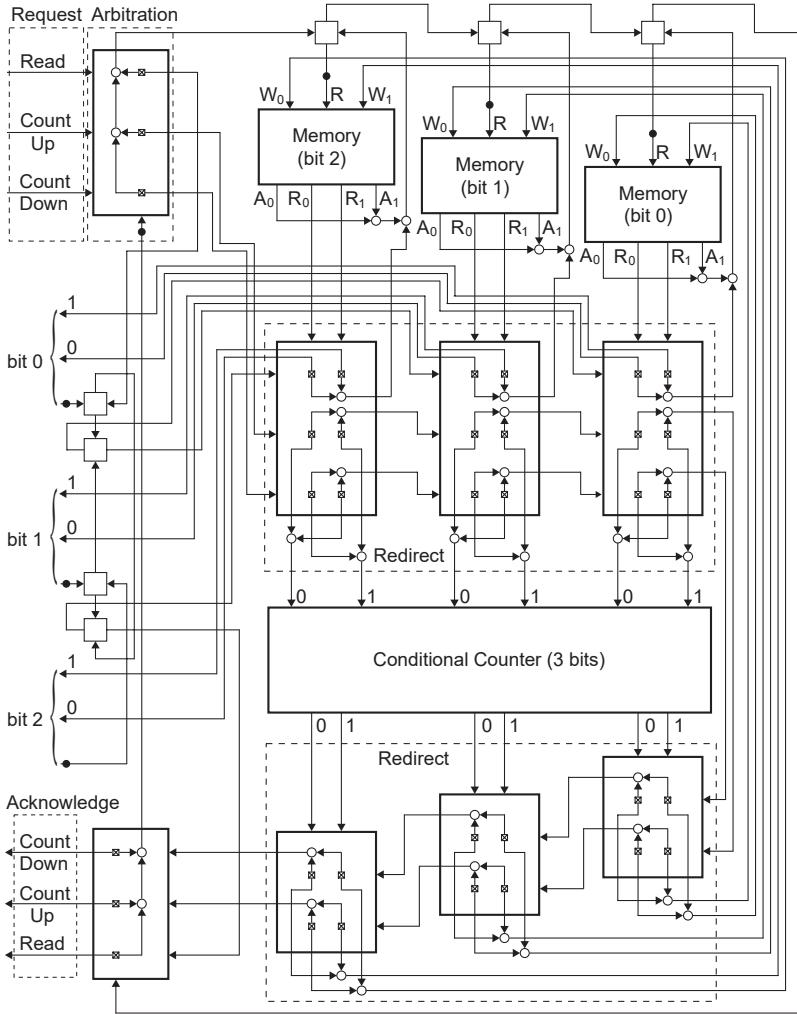 Request
Arbitration
Read
Count
Up
Count
Down
W0
R
W1
Memory
(bit 2)
A0
R0
R1
A1
W0
R
W1
Memory
(bit 1)
A0
R0
R1
A1
W0
R
W1
Memory
(bit 0)
A0
R0
R1
A1
bit 0
1
0
bit 1
1
0
bit 2
1
0
Redirect
0
1
0
1
0
1
Conditional Counter (3 bits)
0
1
0
1
0
1
Redirect
Acknowledge
Count
Down
Count
Up
Read